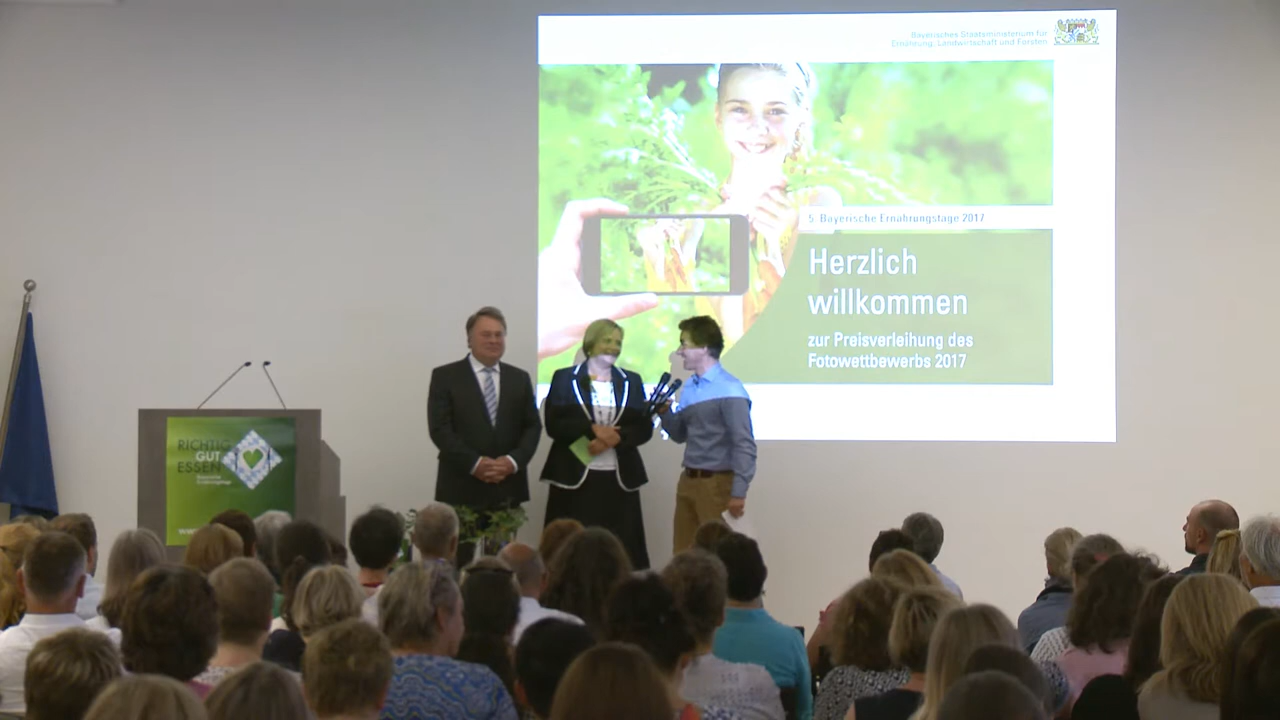 Bayerisches Staatsministerium für
Ernährung, Landwirtschaft und Forsten
5. Bayerische Ernährungstage 2017
Herzlich
willkommen
zur Preisverleihung des
Fotowettbewerbs 2017
RICHTIG
GUT
ESSEN